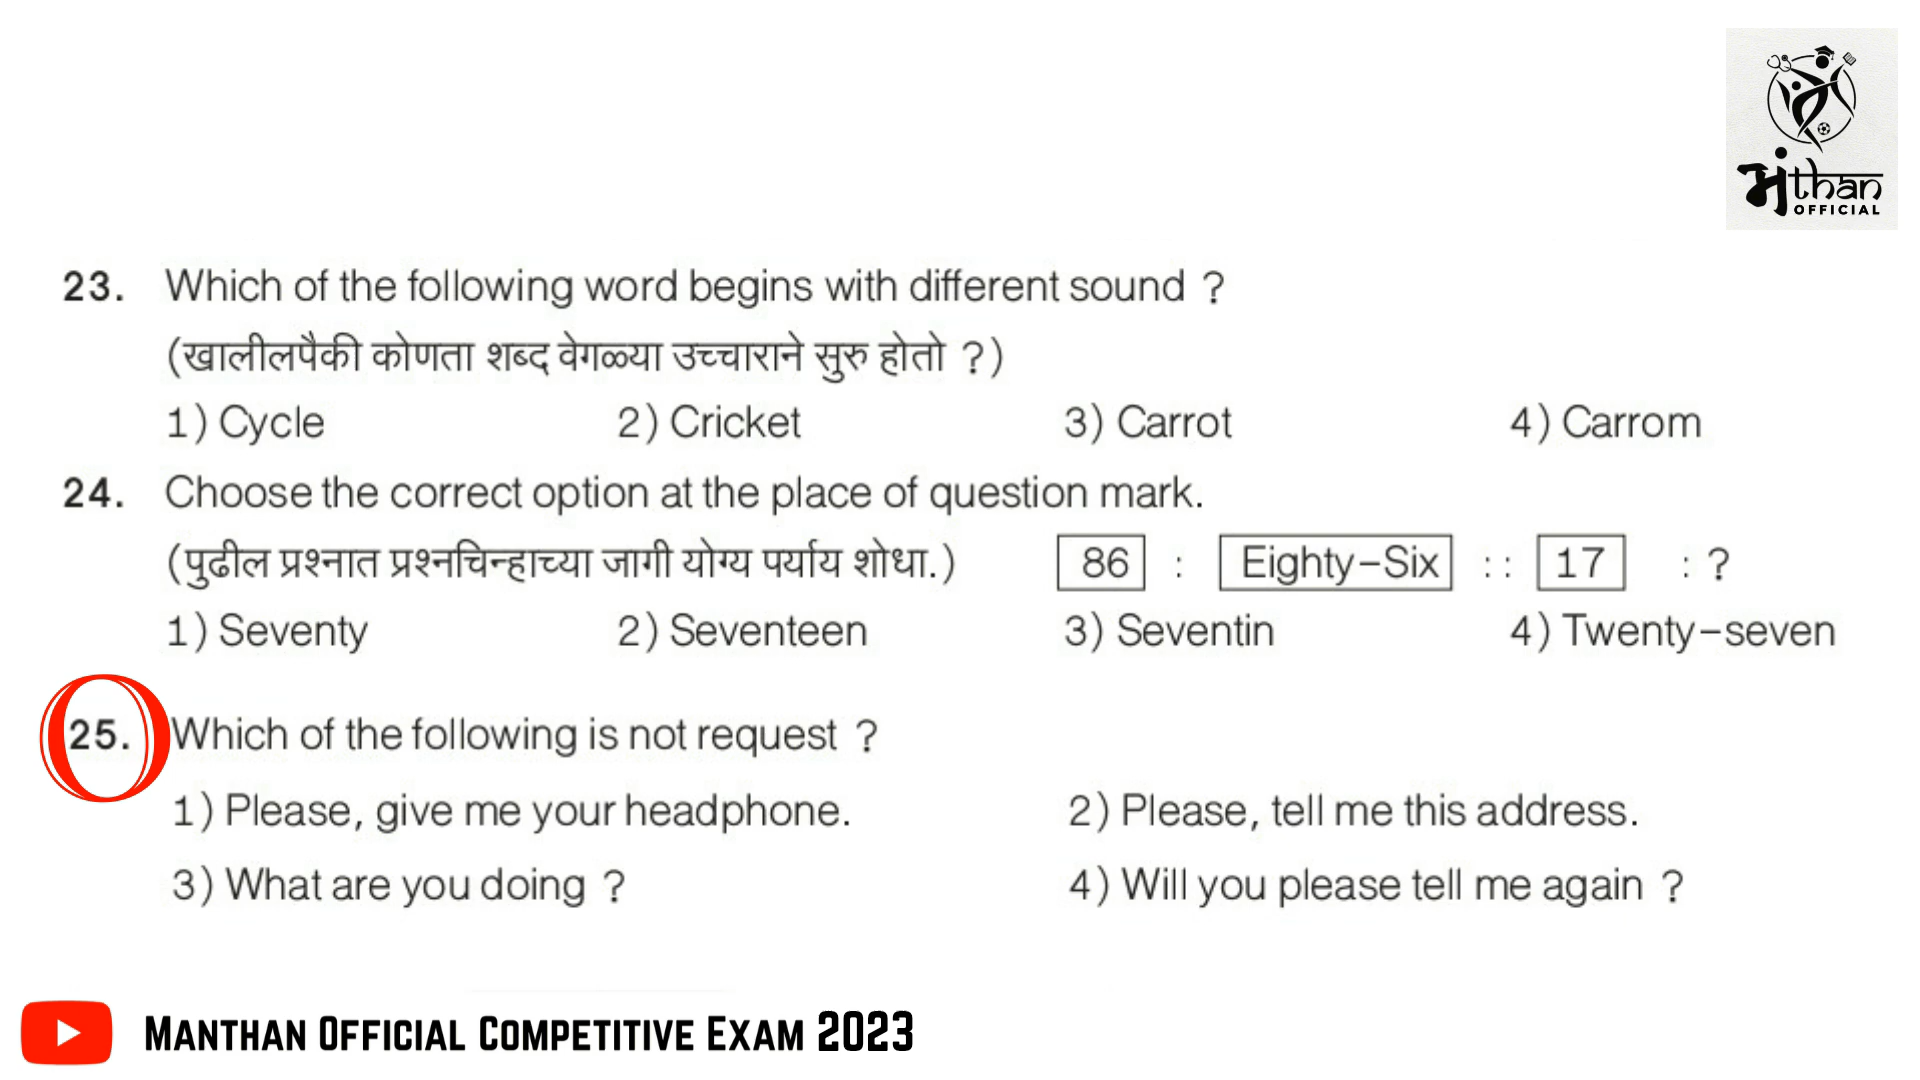 मंthan
OFFICIAL
23. Which of the following word begins with different sound ?
(खालीलपैकी कोणता शब्द वेगळ्या उच्चाराने सुरु होतो ?)
1) Cycle 2) Cricket 3) Carrot 4) Carrom
24. Choose the correct option at the place of question mark.
(पुढील प्रश्नात प्रश्नचिन्हाच्या जागी योग्य पर्याय शोधा.) 86 : Eighty-Six :: 17 : ?
1) Seventy 2) Seventeen 3) Seventin 4) Twenty-seven
25. Which of the following is not request ?
1) Please, give me your headphone. 2) Please, tell me this address.
3) What are you doing ? 4) Will you please tell me again ?
MANTHAN OFFICIAL COMPETITIVE EXAM 2023